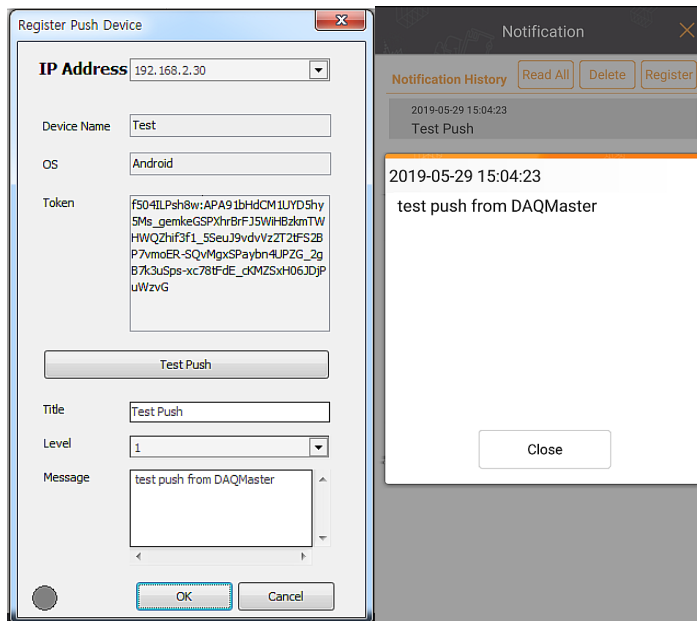 Register Push Device
IP Address 192.168.2.30
Device Name Test
OS Android
Token f504ILPsh8w:APA91bHdCM1UYD5hy
5Ms_gemkeGSPXhrBrFJ5WiHBzkmTW
HWQZhif3f1_5SeuJ9vdvVz2T2tFS2B
P7vmoER-SQvMgxSPaybn4UPZG_2g
B7k3uSps-xc78tFdE_cKMZSxH06JDjP
uWzvG
Test Push
Title Test Push
Level 1
Message test push from DAQMaster
OK Cancel
Notification
Notification History Read All Delete Register
2019-05-29 15:04:23
Test Push
2019-05-29 15:04:23
test push from DAQMaster
Close